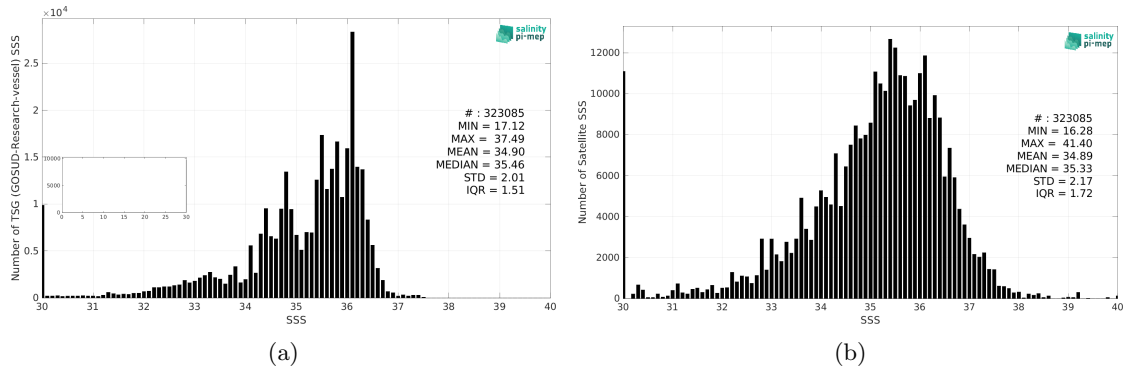 ×10^4
Number of TSG (GOSUD-Research-vessel) SSS
2.5
2
1.5
1
0.5
0
30 31 32 33 34 35 36 37 38 39 40
SSS
10000
5000
0
0 5 10 15 20 25 30
salinity
pi-mep
# : 323085
MIN = 17.12
MAX = 37.49
MEAN = 34.90
MEDIAN = 35.46
STD = 2.01
IQR = 1.51
(a)
Number of Satellite SSS
12000
10000
8000
6000
4000
2000
0
30 31 32 33 34 35 36 37 38 39 40
SSS
salinity
pi-mep
# : 323085
MIN = 16.28
MAX = 41.40
MEAN = 34.89
MEDIAN = 35.33
STD = 2.17
IQR = 1.72
(b)